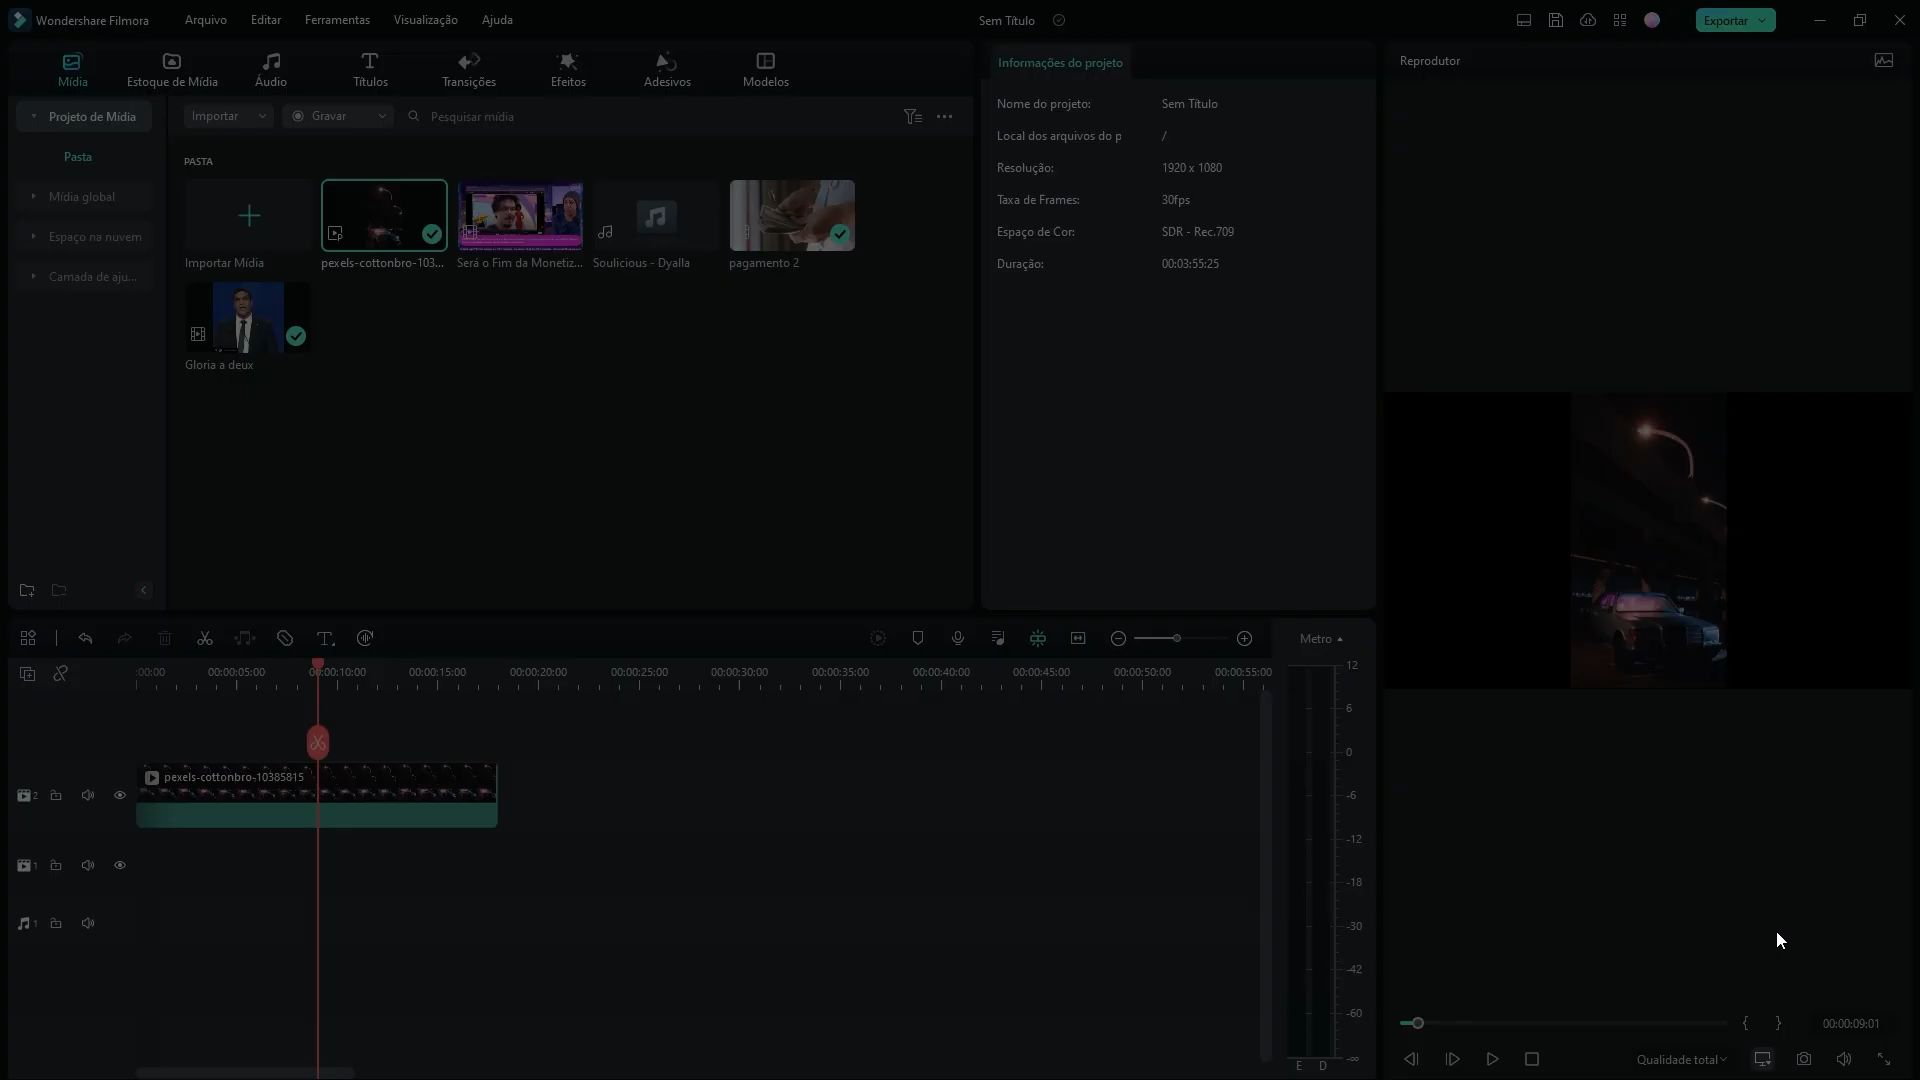 Wondershare Filmora
Arquivo
Editar
Ferramentas
Visualização
Ajuda
Sem Título
Exportar
Mídia
Estoque de Mídia
Áudio
Títulos
Transições
Efeitos
Adesivos
Modelos
Informações do projeto
Reprodutor
Projeto de Mídia
Importar
Gravar
Pesquisar mídia
Pasta
Mídia global
Espaço na nuvem
Camada de aju...
PASTA
Importar Mídia
pexels-cottonbro-103...
Será o Fim da Monetiz...
Soulicious - Dyalla
pagamento 2
Gloria a deux
Nome do projeto: Sem Título
Local dos arquivos do p /
Resolução: 1920 x 1080
Taxa de Frames: 30fps
Espaço de Cor: SDR - Rec.709
Duração: 00:03:55:25
Metro
:00:00
00:00:05:00
00:00:10:00
00:00:15:00
00:00:20:00
00:00:25:00
00:00:30:00
00:00:35:00
00:00:40:00
00:00:45:00
00:00:50:00
00:00:55:00
pexels-cottonbro-10385815
2
1
1
12
6
0
-6
-12
-18
-30
-42
-60
-∞
E D
{ }
00:00:09:01
Qualidade total